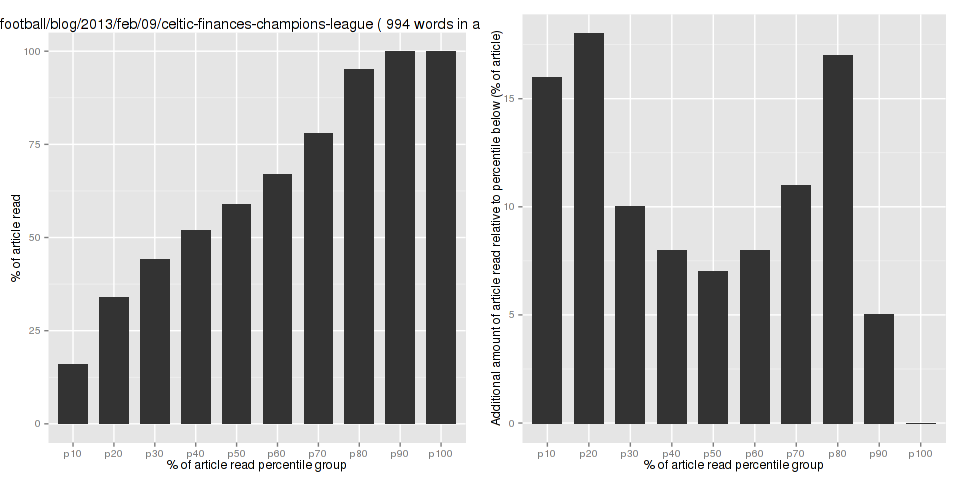 football/blog/2013/feb/09/celtic-finances-champions-league ( 994 words in a
100
75
50
25
0
% of article read
p10 p20 p30 p40 p50 p60 p70 p80 p90 p100
% of article read percentile group
Additional amount of article read relative to percentile below (% of article)
15
10
5
0
p10 p20 p30 p40 p50 p60 p70 p80 p90 p100
% of article read percentile group